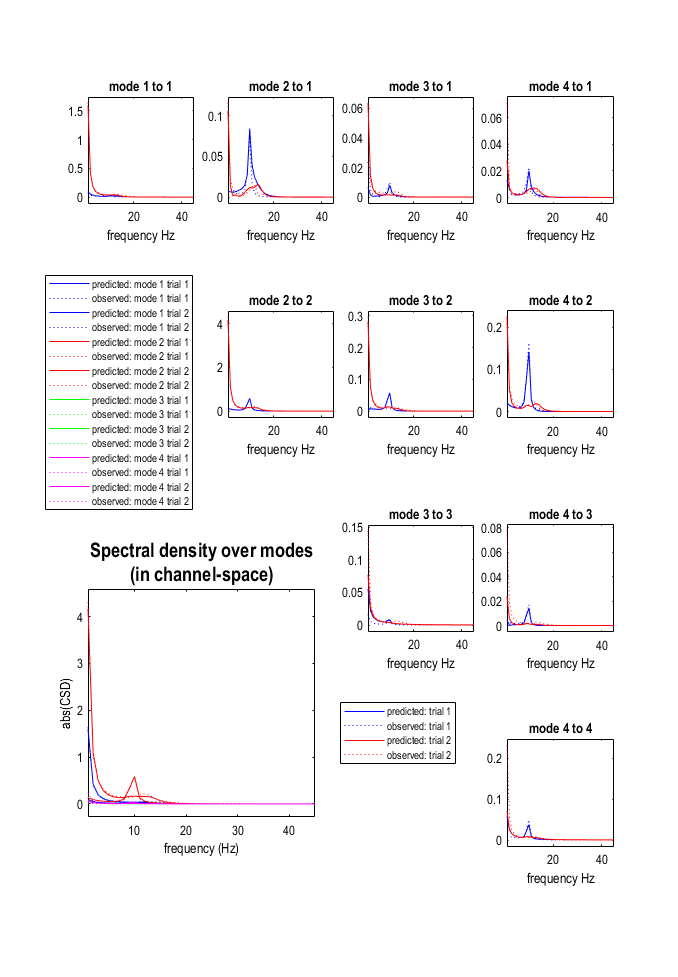 mode 1 to 1
mode 2 to 1
mode 3 to 1
mode 4 to 1
1.5
1
0.5
0
20
40
frequency Hz
0.1
0.05
0
20
40
frequency Hz
0.06
0.04
0.02
0
20
40
frequency Hz
0.06
0.04
0.02
0
20
40
frequency Hz
predicted: mode 1 trial 1
observed: mode 1 trial 1
predicted: mode 1 trial 2
observed: mode 1 trial 2
predicted: mode 2 trial 1
observed: mode 2 trial 1
predicted: mode 2 trial 2
observed: mode 2 trial 2
predicted: mode 3 trial 1
observed: mode 3 trial 1
predicted: mode 3 trial 2
observed: mode 3 trial 2
predicted: mode 4 trial 1
observed: mode 4 trial 1
predicted: mode 4 trial 2
observed: mode 4 trial 2
mode 2 to 2
4
2
0
20
40
frequency Hz
mode 3 to 2
0.3
0.2
0.1
0
20
40
frequency Hz
mode 4 to 2
0.2
0.1
0
20
40
frequency Hz
mode 3 to 3
0.15
0.1
0.05
0
20
40
frequency Hz
mode 4 to 3
0.08
0.06
0.04
0.02
0
20
40
frequency Hz
Spectral density over modes
(in channel-space)
abs(CSD)
4
3
2
1
0
10
20
30
40
frequency (Hz)
predicted: trial 1
observed: trial 1
predicted: trial 2
observed: trial 2
mode 4 to 4
0.2
0.1
0
20
40
frequency Hz